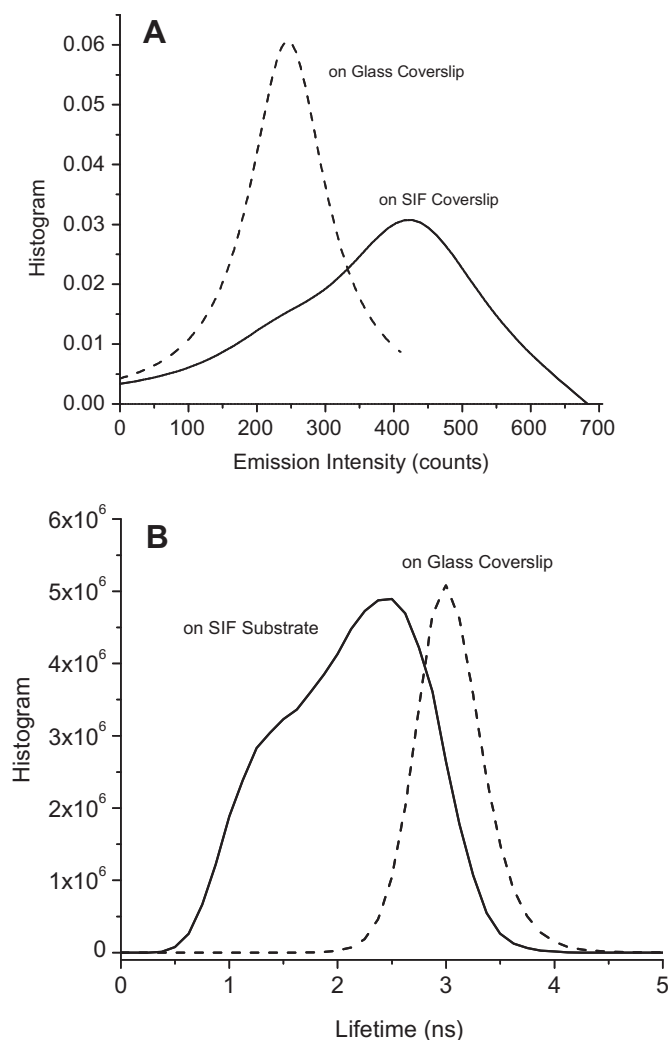 A
0.06
0.05
0.04
0.03
0.02
0.01
0.00
Histogram
on Glass Coverslip
on SIF Coverslip
0 100 200 300 400 500 600 700
Emission Intensity (counts)
B
6x10⁶
5x10⁶
4x10⁶
3x10⁶
2x10⁶
1x10⁶
0
Histogram
on Glass Coverslip
on SIF Substrate
0 1 2 3 4 5
Lifetime (ns)